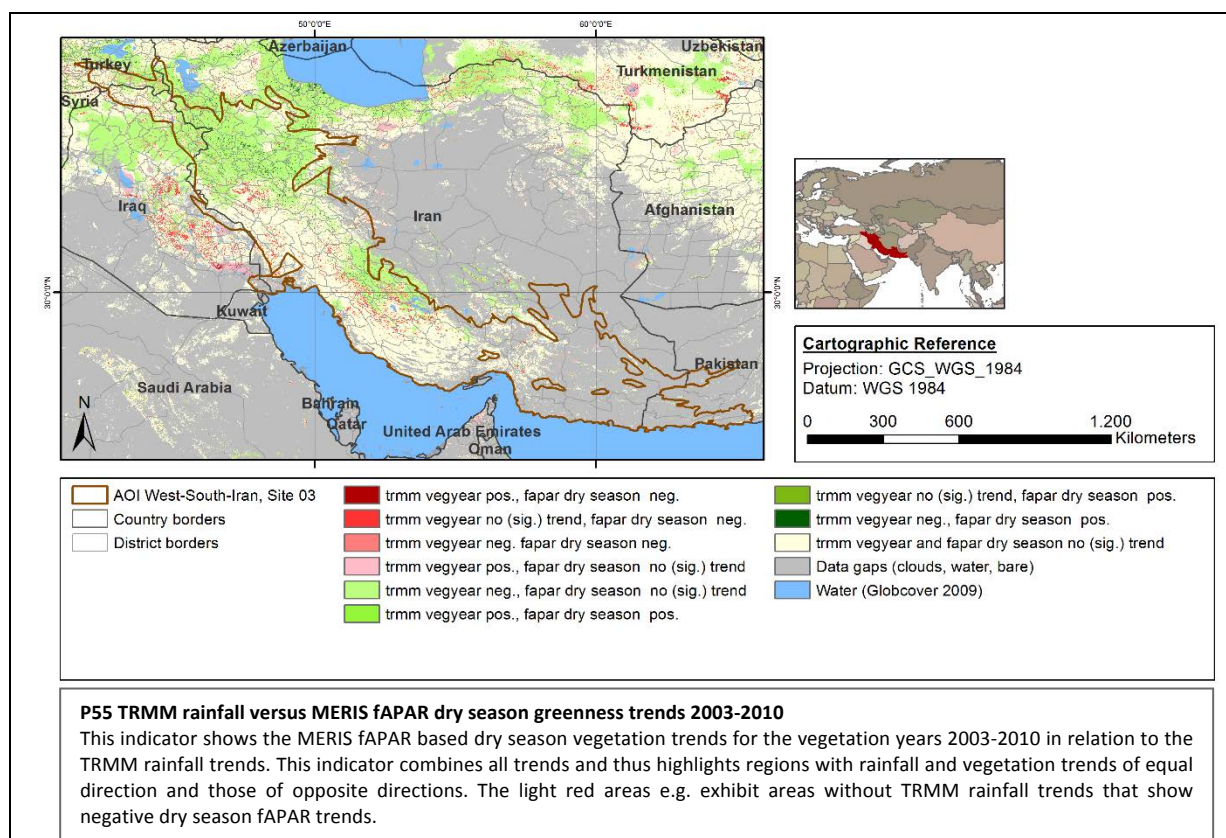 50°0'0"E
60°0'0"E
Azerbaijan
Uzbekistan
Turkey
Turkmenistan
Syria
Iraq
Iran
Afghanistan
30°0'0"N
30°0'0"N
Kuwait
Pakistan
Saudi Arabia
Bahrain
Qatar
United Arab Emirates
Oman
N
Cartographic Reference
Projection: GCS_WGS_1984
Datum: WGS 1984
0 300 600 1.200
Kilometers
AOI West-South-Iran, Site 03
Country borders
District borders
trmm vegyear pos., fapar dry season neg.
trmm vegyear no (sig.) trend, fapar dry season neg.
trmm vegyear neg. fapar dry season neg.
trmm vegyear pos., fapar dry season no (sig.) trend
trmm vegyear neg., fapar dry season no (sig.) trend
trmm vegyear pos., fapar dry season pos.
trmm vegyear no (sig.) trend, fapar dry season pos.
trmm vegyear neg., fapar dry season pos.
trmm vegyear and fapar dry season no (sig.) trend
Data gaps (clouds, water, bare)
Water (Globcover 2009)
P55 TRMM rainfall versus MERIS fAPAR dry season greenness trends 2003-2010
This indicator shows the MERIS fAPAR based dry season vegetation trends for the vegetation years 2003-2010 in relation to the
TRMM rainfall trends. This indicator combines all trends and thus highlights regions with rainfall and vegetation trends of equal
direction and those of opposite directions. The light red areas e.g. exhibit areas without TRMM rainfall trends that show
negative dry season fAPAR trends.